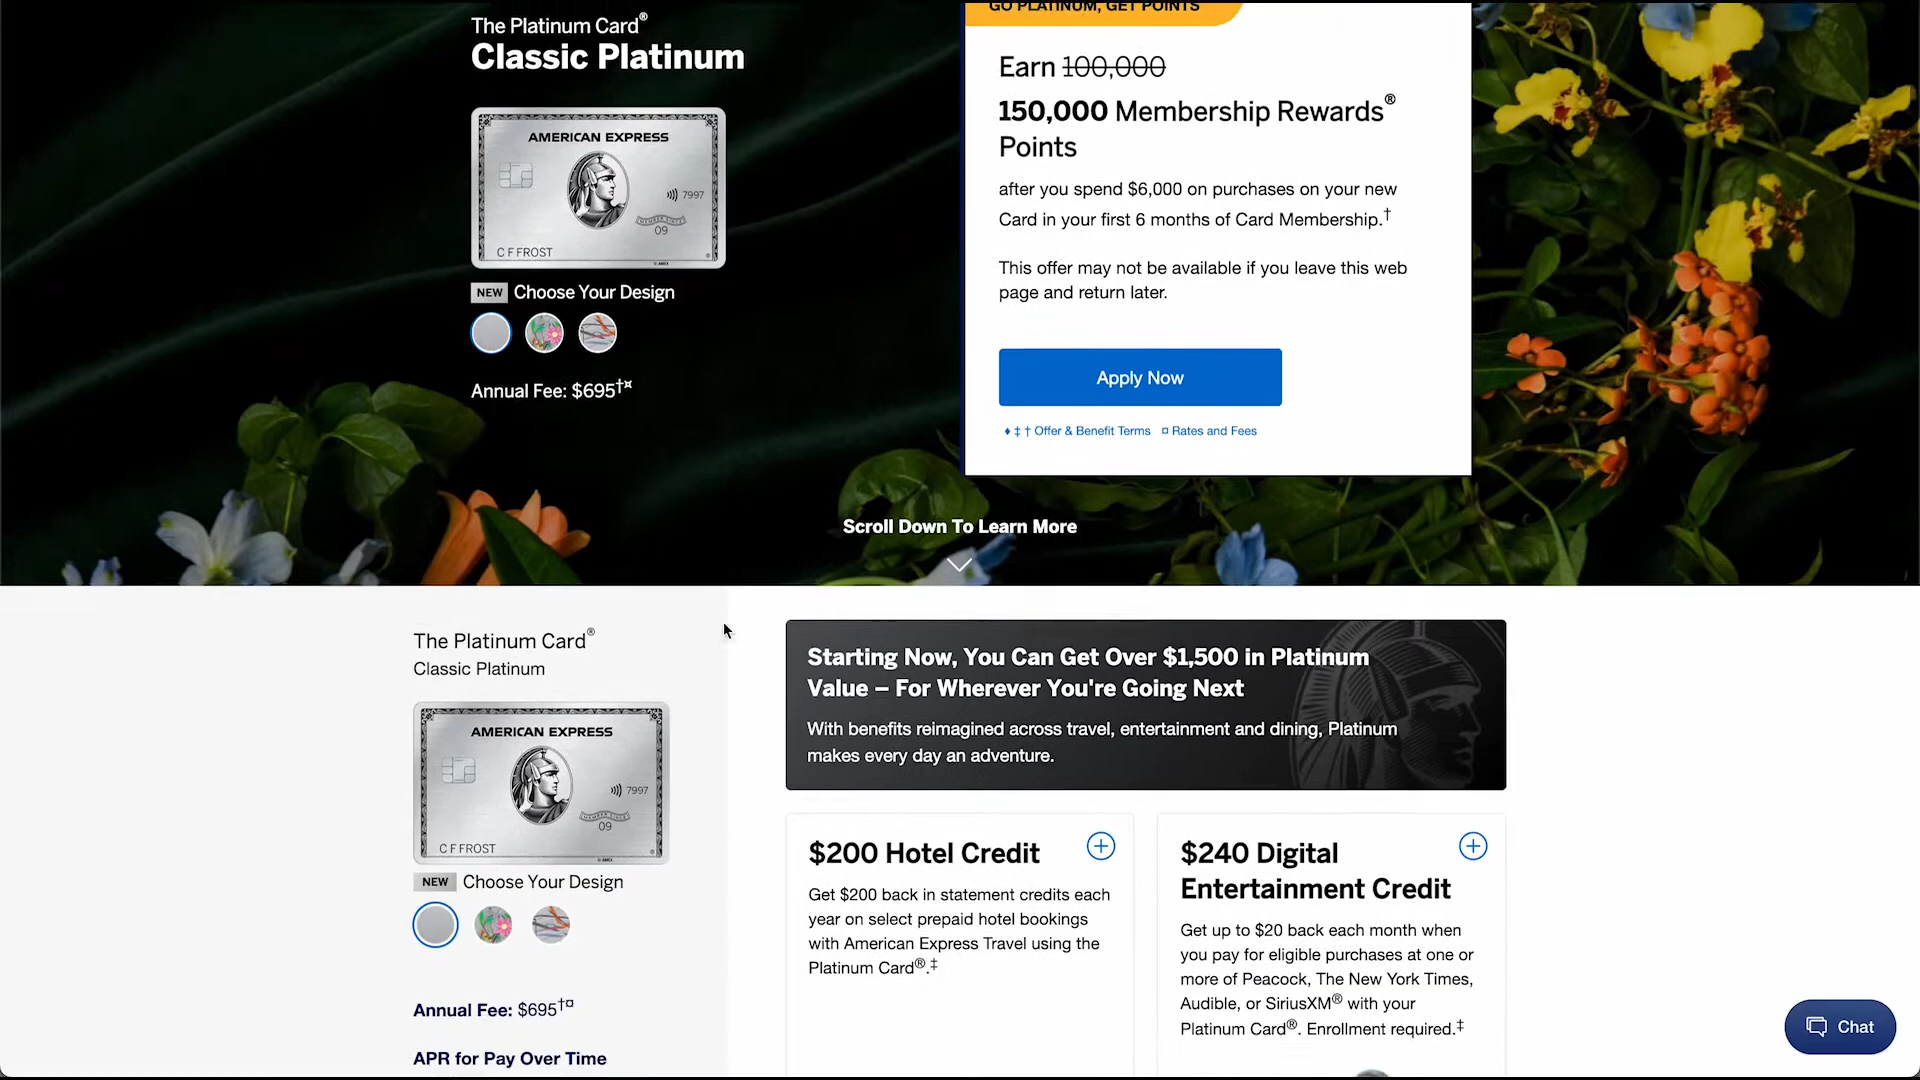 The Platinum Card®
Classic Platinum
AMERICAN EXPRESS
7997
MEMBER SINCE
09
C F FROST
© AMEX
NEW Choose Your Design
Annual Fee: $695†¤
GO PLATINUM, GET POINTS
Earn 100,000
150,000 Membership Rewards®
Points
after you spend $6,000 on purchases on your new
Card in your first 6 months of Card Membership.†
This offer may not be available if you leave this web
page and return later.
Apply Now
♦ ‡ † Offer & Benefit Terms ¤ Rates and Fees
Scroll Down To Learn More
The Platinum Card®
Classic Platinum
AMERICAN EXPRESS
7997
MEMBER SINCE
09
C F FROST
© AMEX
NEW Choose Your Design
Annual Fee: $695†¤
APR for Pay Over Time
Starting Now, You Can Get Over $1,500 in Platinum
Value – For Wherever You're Going Next
With benefits reimagined across travel, entertainment and dining, Platinum
makes every day an adventure.
$200 Hotel Credit
Get $200 back in statement credits each
year on select prepaid hotel bookings
with American Express Travel using the
Platinum Card®.‡
$240 Digital
Entertainment Credit
Get up to $20 back each month when
you pay for eligible purchases at one or
more of Peacock, The New York Times,
Audible, or SiriusXM® with your
Platinum Card®. Enrollment required.‡
Chat